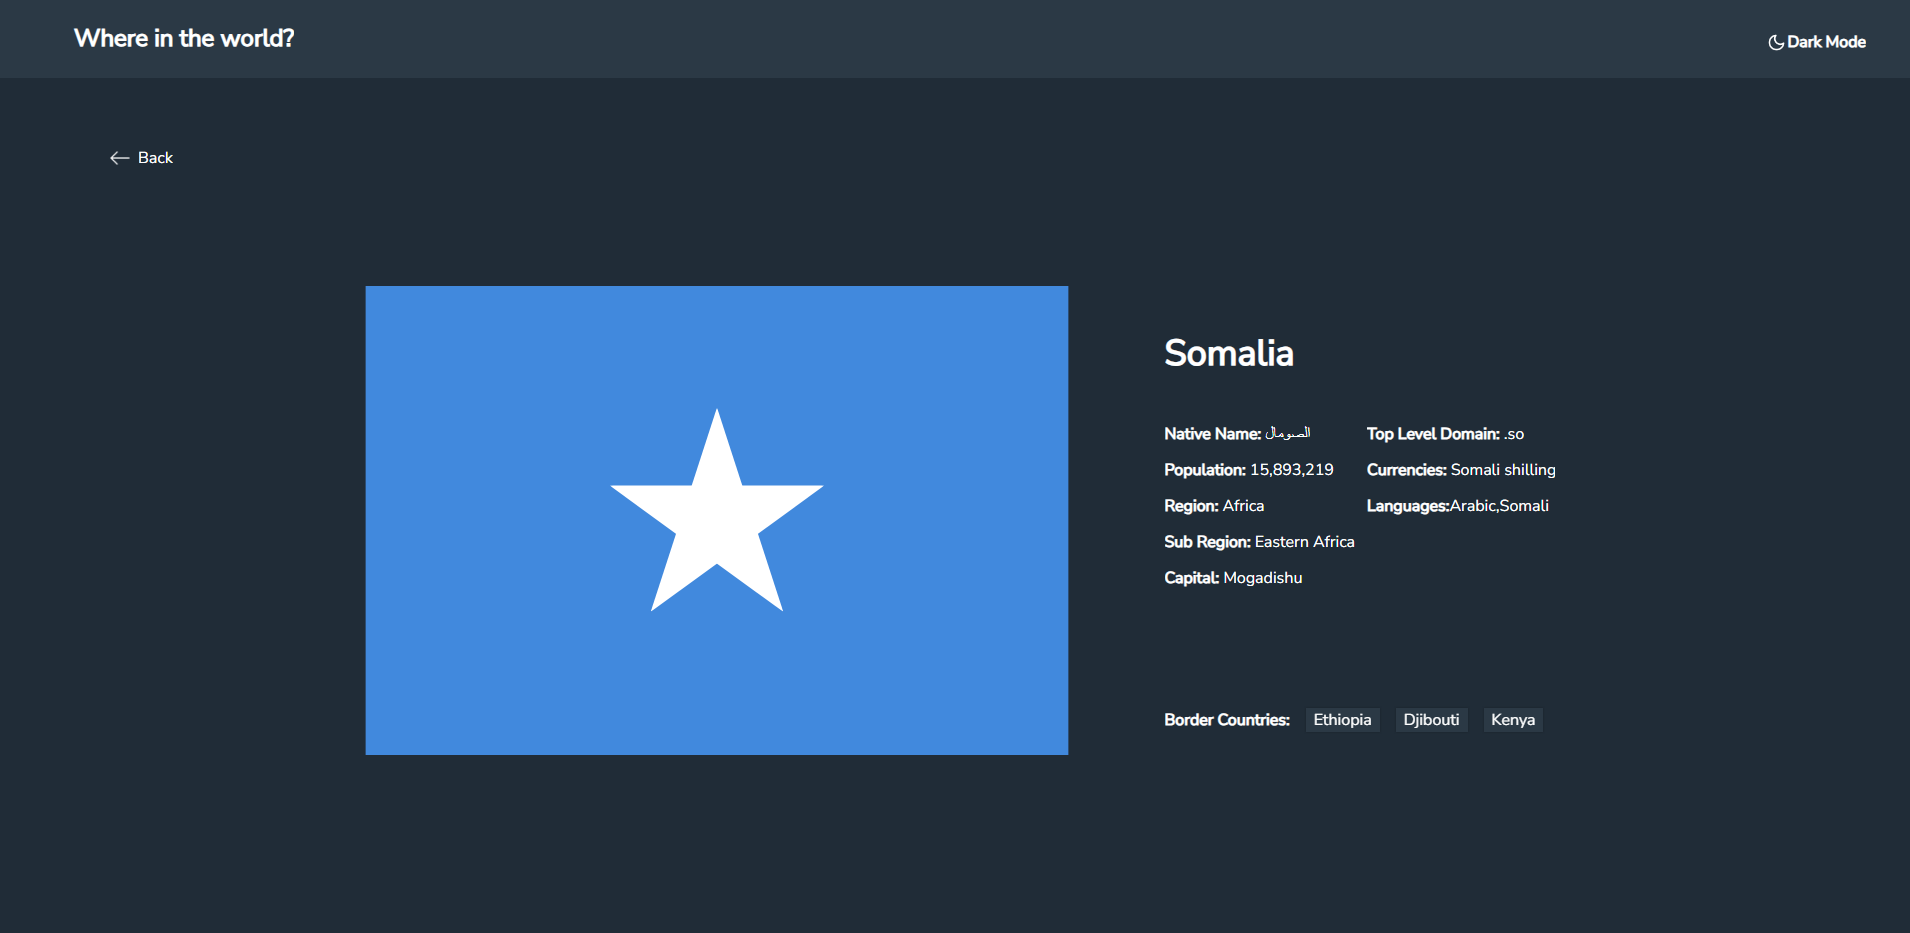 Where in the world?
Dark Mode
Back
Somalia
Native Name: الصومال
Population: 15,893,219
Region: Africa
Sub Region: Eastern Africa
Capital: Mogadishu
Top Level Domain: .so
Currencies: Somali shilling
Languages:Arabic,Somali
Border Countries: Ethiopia Djibouti Kenya